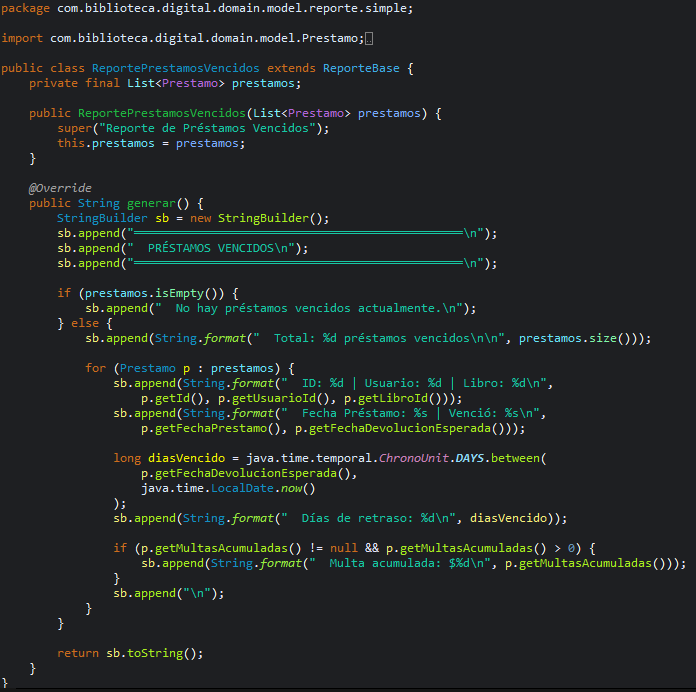 package com.biblioteca.digital.domain.model.reporte.simple;
import com.biblioteca.digital.domain.model.Prestamo;
public class ReportePrestamosVencidos extends ReporteBase {
    private final List<Prestamo> prestamos;
    public ReportePrestamosVencidos(List<Prestamo> prestamos) {
        super("Reporte de Préstamos Vencidos");
        this.prestamos = prestamos;
    }
    @Override
    public String generar() {
        StringBuilder sb = new StringBuilder();
        sb.append("═══════════════════════════════════════════════\n");
        sb.append("  PRÉSTAMOS VENCIDOS\n");
        sb.append("═══════════════════════════════════════════════\n");
        if (prestamos.isEmpty()) {
            sb.append("  No hay préstamos vencidos actualmente.\n");
        } else {
            sb.append(String.format("  Total: %d préstamos vencidos\n\n", prestamos.size()));
            for (Prestamo p : prestamos) {
                sb.append(String.format("  ID: %d | Usuario: %d | Libro: %d\n",
                    p.getId(), p.getUsuarioId(), p.getLibroId()));
                sb.append(String.format("  Fecha Préstamo: %s | Venció: %s\n",
                    p.getFechaPrestamo(), p.getFechaDevolucionEsperada()));
                long diasVencido = java.time.temporal.ChronoUnit.DAYS.between(
                    p.getFechaDevolucionEsperada(),
                    java.time.LocalDate.now()
                );
                sb.append(String.format("  Días de retraso: %d\n", diasVencido));
                if (p.getMultasAcumuladas() != null && p.getMultasAcumuladas() > 0) {
                    sb.append(String.format("  Multa acumulada: $%d\n", p.getMultasAcumuladas()));
                }
                sb.append("\n");
            }
        }
        return sb.toString();
    }
}